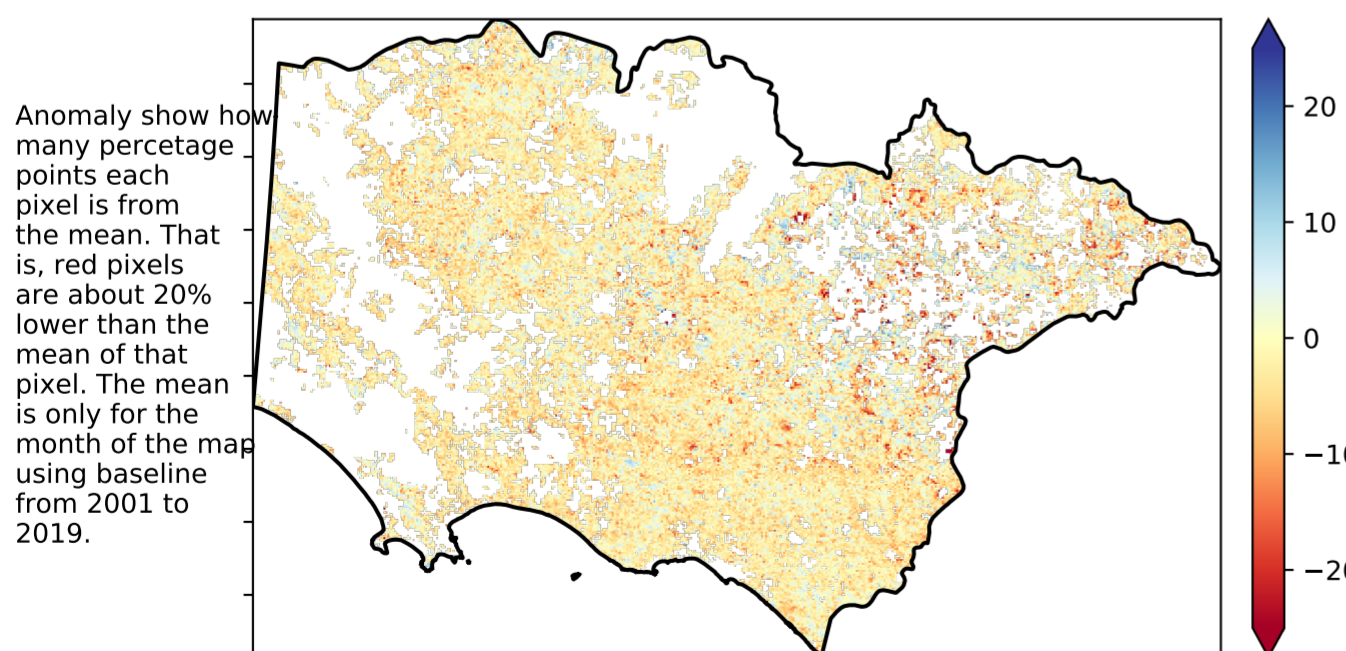 Anomaly show how
many percetage
points each
pixel is from
the mean. That
is, red pixels
are about 20%
lower than the
mean of that
pixel. The mean
is only for the
month of the map
using baseline
from 2001 to
2019.
20
10
0
−10
−20